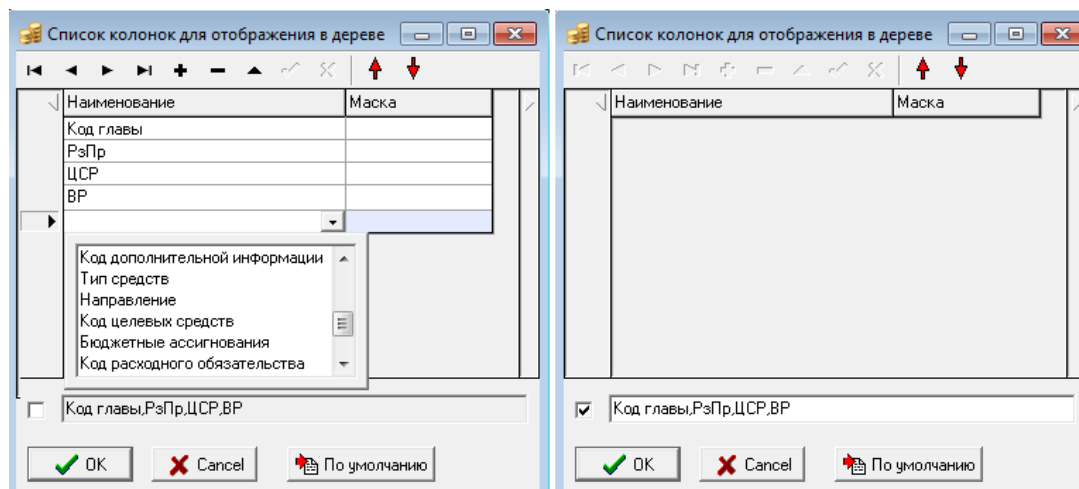 Список колонок для отображения в дереве
Наименование Маска
Код главы
РзПр
ЦСР
ВР
Код дополнительной информации
Тип средств
Направление
Код целевых средств
Бюджетные ассигнования
Код расходного обязательства
Код главы,РзПр,ЦСР,ВР
OK Cancel По умолчанию
Список колонок для отображения в дереве
Наименование Маска
Код главы,РзПр,ЦСР,ВР
OK Cancel По умолчанию